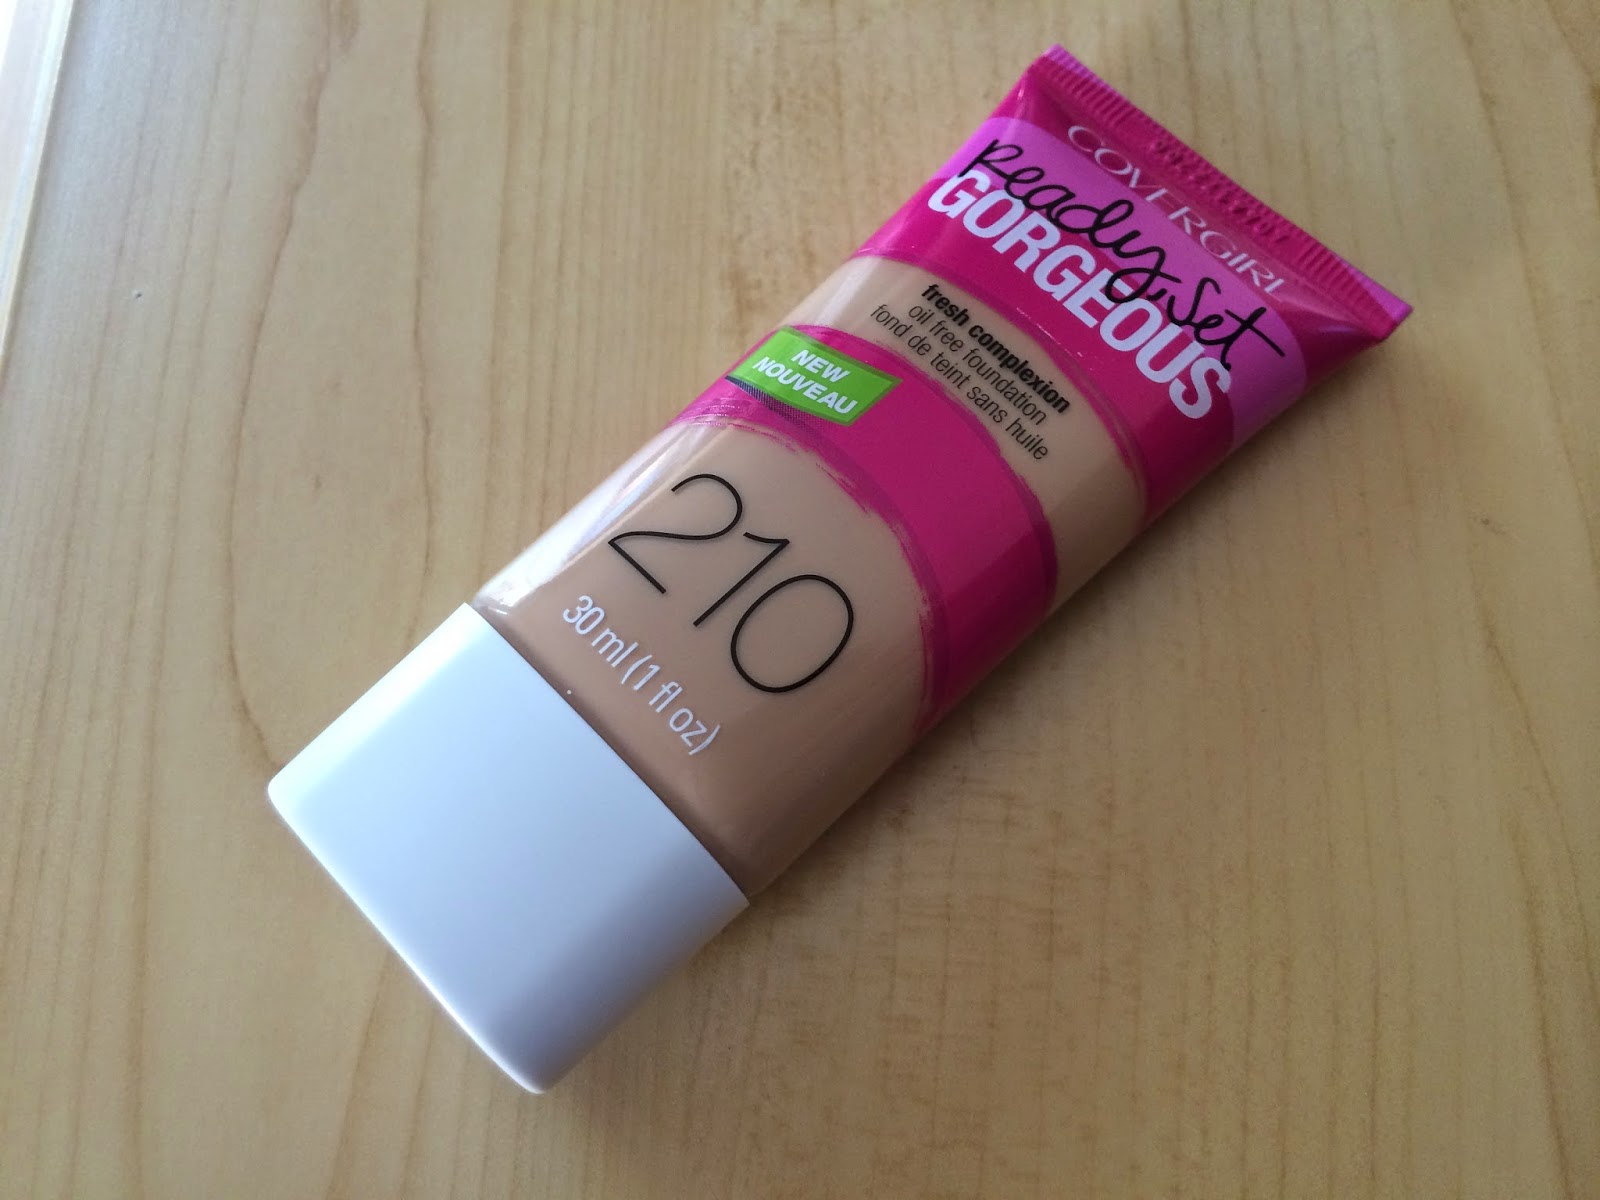 COVERGIRL
Ready, Set
GORGEOUS
fresh complexion
oil free foundation
fond de teint sans huile
NEW
NOUVEAU
210
30 ml (1 fl oz)